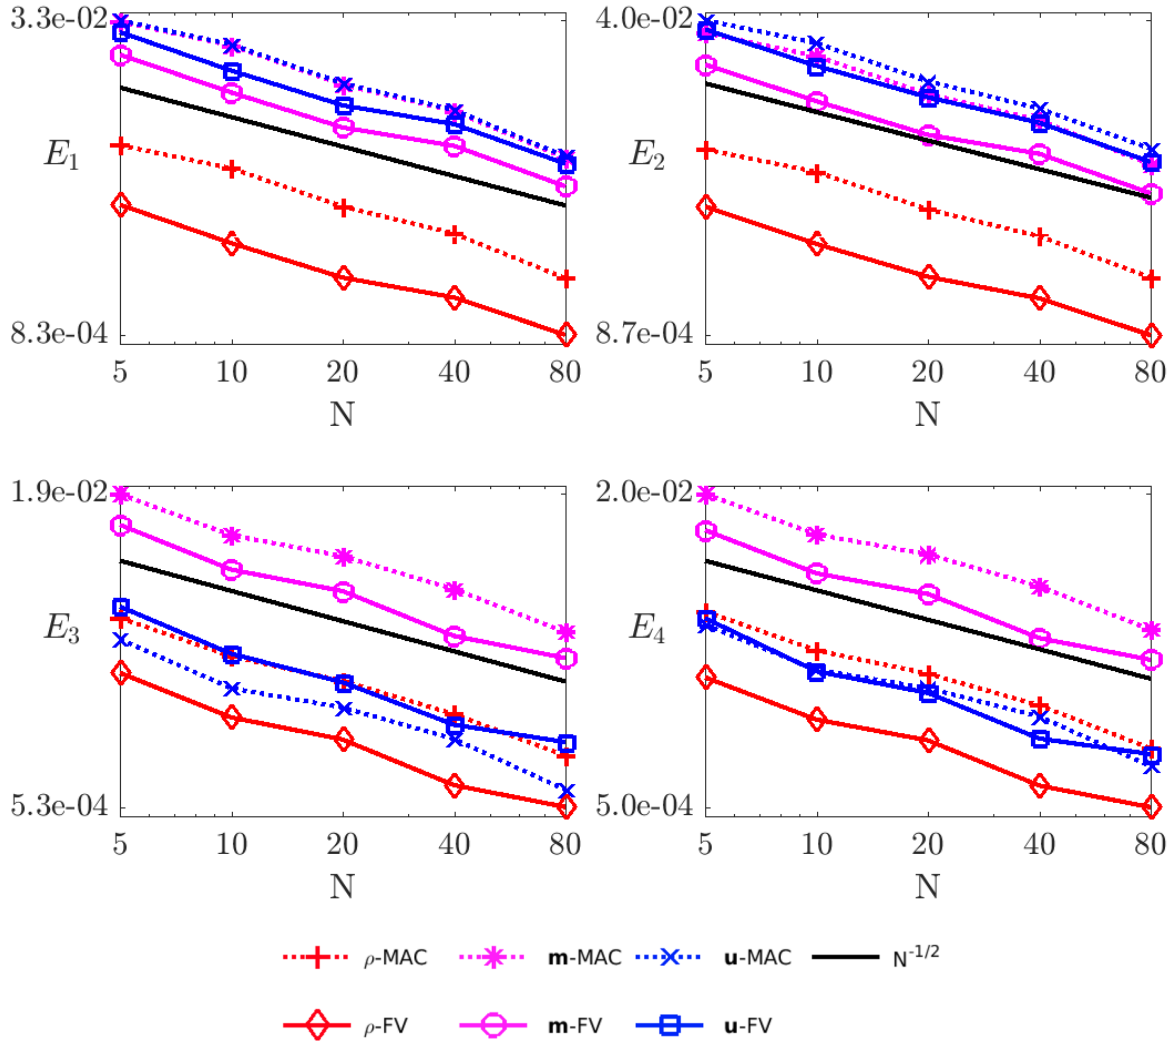 3.3e-02
E₁
8.3e-04
5 10 20 40 80
N
4.0e-02
E₂
8.7e-04
5 10 20 40 80
N
1.9e-02
E₃
5.3e-04
5 10 20 40 80
N
2.0e-02
E₄
5.0e-04
5 10 20 40 80
N
ρ-MAC m-MAC u-MAC N⁻¹ᐟ²
ρ-FV m-FV u-FV